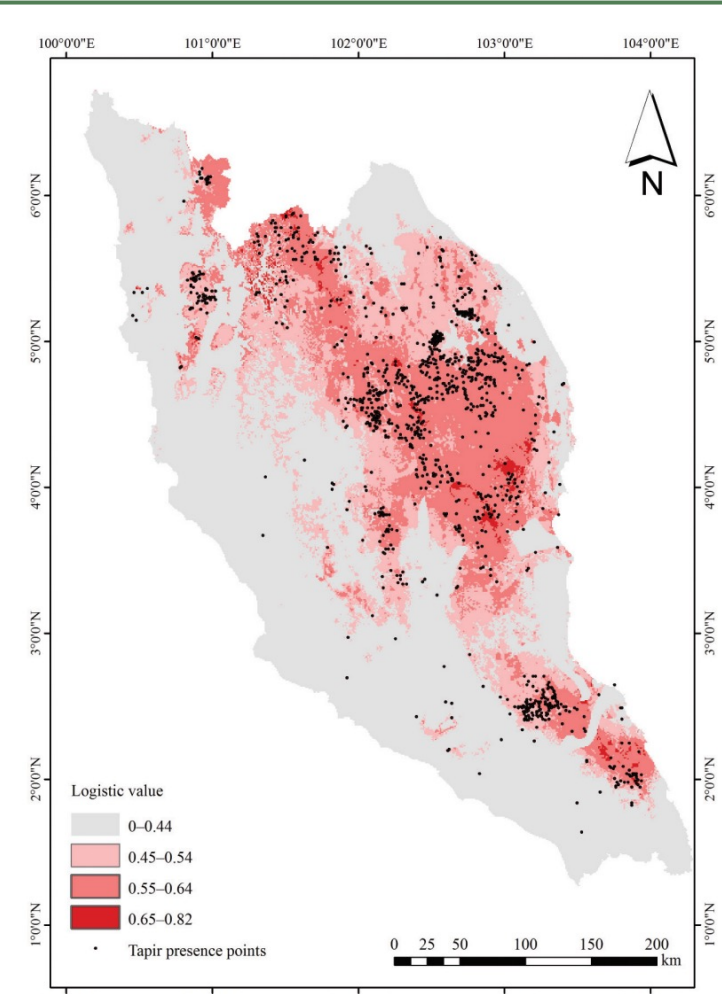 100°0'0"E 101°0'0"E 102°0'0"E 103°0'0"E 104°0'0"E
N
6°0'0"N 6°0'0"N
5°0'0"N 5°0'0"N
4°0'0"N 4°0'0"N
3°0'0"N 3°0'0"N
2°0'0"N 2°0'0"N
1°0'0"N 1°0'0"N
Logistic value
0–0.44
0.45–0.54
0.55–0.64
0.65–0.82
Tapir presence points
0 25 50 100 150 200
km